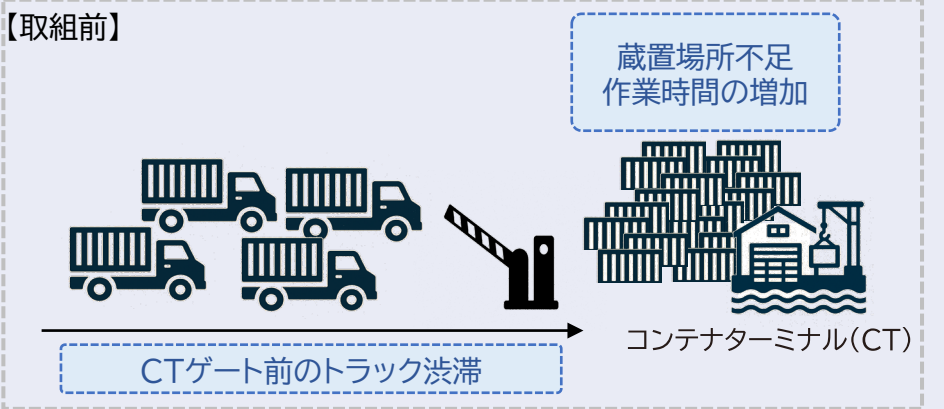 【取組前】
蔵置場所不足
作業時間の増加
コンテナターミナル(CT)
CTゲート前のトラック渋滞